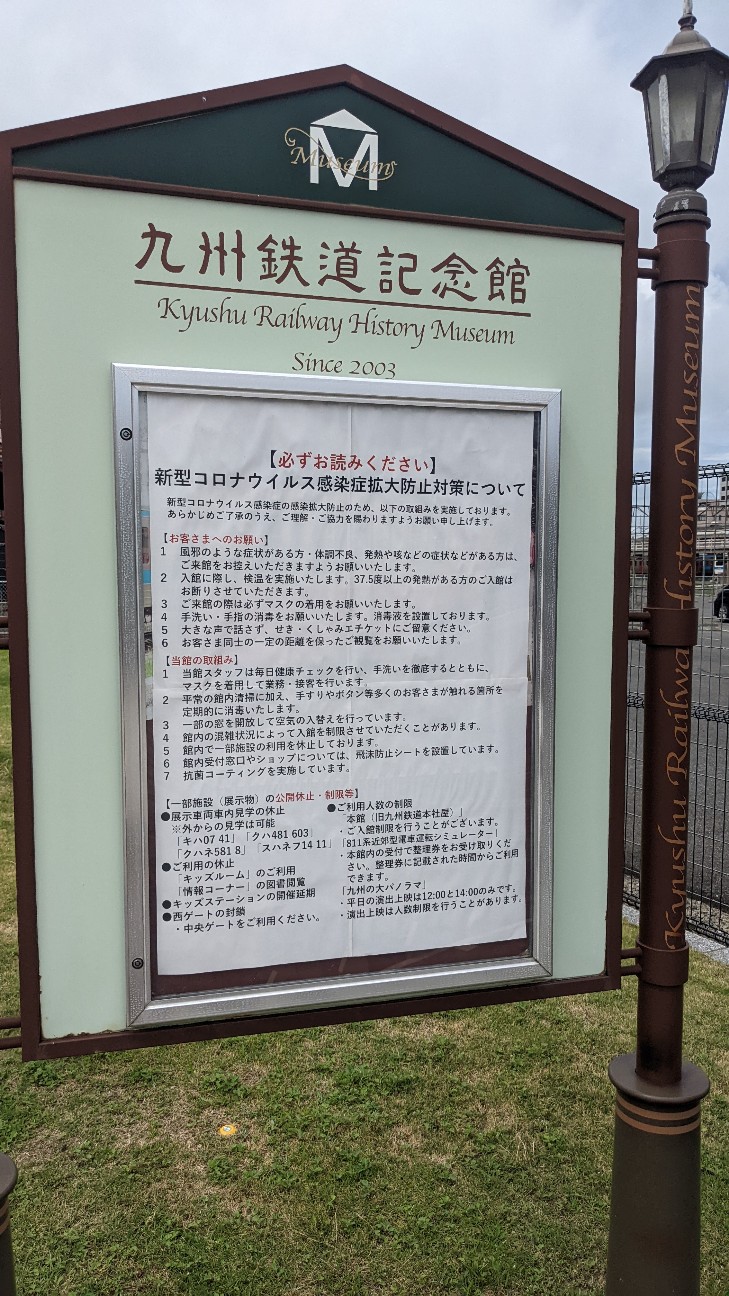 Museum
M
九州鉄道記念館
Kyushu Railway History Museum
Since 2003
【必ずお読みください】
新型コロナウイルス感染症拡大防止対策について
新型コロナウイルス感染症の感染拡大防止のため、以下の取組みを実施しております。
あらかじめご了承のうえ、ご理解・ご協力を賜わりますようお願い申し上げます。
【お客さまへのお願い】
1 風邪のような症状がある方・体調不良、発熱や咳などの症状などがある方は、
ご来館をお控えいただきますようお願いいたします。
2 入館に際し、検温を実施いたします。37.5度以上の発熱がある方のご入館は
お断りさせていただきます。
3 ご来館の際は必ずマスクの着用をお願いいたします。
4 手洗い・手指の消毒をお願いいたします。消毒液を設置しております。
5 大きな声で話さず、せき・くしゃみエチケットにご留意ください。
6 お客さま同士の一定の距離を保ったご観覧をお願いいたします。
【当館の取組み】
1 当館スタッフは毎日健康チェックを行い、手洗いを徹底するとともに、
マスクを着用して業務・接客を行います。
2 平常の館内清掃に加え、手すりやボタン等多くのお客さまが触れる箇所を
定期的に消毒いたします。
3 一部の窓を開放して空気の入替えを行っています。
4 館内の混雑状況によって入館を制限させていただくことがあります。
5 館内で一部施設の利用を休止しております。
6 館内受付窓口やショップについては、飛沫防止シートを設置しています。
7 抗菌コーティングを実施しています。
【一部施設（展示物）の公開休止・制限等】
●展示車両車内見学の休止
※外からの見学は可能
「キハ07 41」「クハ481 603」
「クハネ581 8」「スハネフ14 11」
●ご利用の休止
「キッズルーム」のご利用
「情報コーナー」の図書閲覧
●キッズステーションの開催延期
●西ゲートの封鎖
・中央ゲートをご利用ください。
●ご利用人数の制限
「本館（旧九州鉄道本社屋）」
・ご入館制限を行うことがございます。
「811系近郊型電車運転シミュレーター」
・本館内の受付で整理券をお受け取りくだ
さい。整理券に記載された時間からご利用
できます。
「九州の大パノラマ」
・平日の演出上映は12:00と14:00のみです。
・演出上映は人数制限を行うことがあります。
Kyushu Railway History Museum